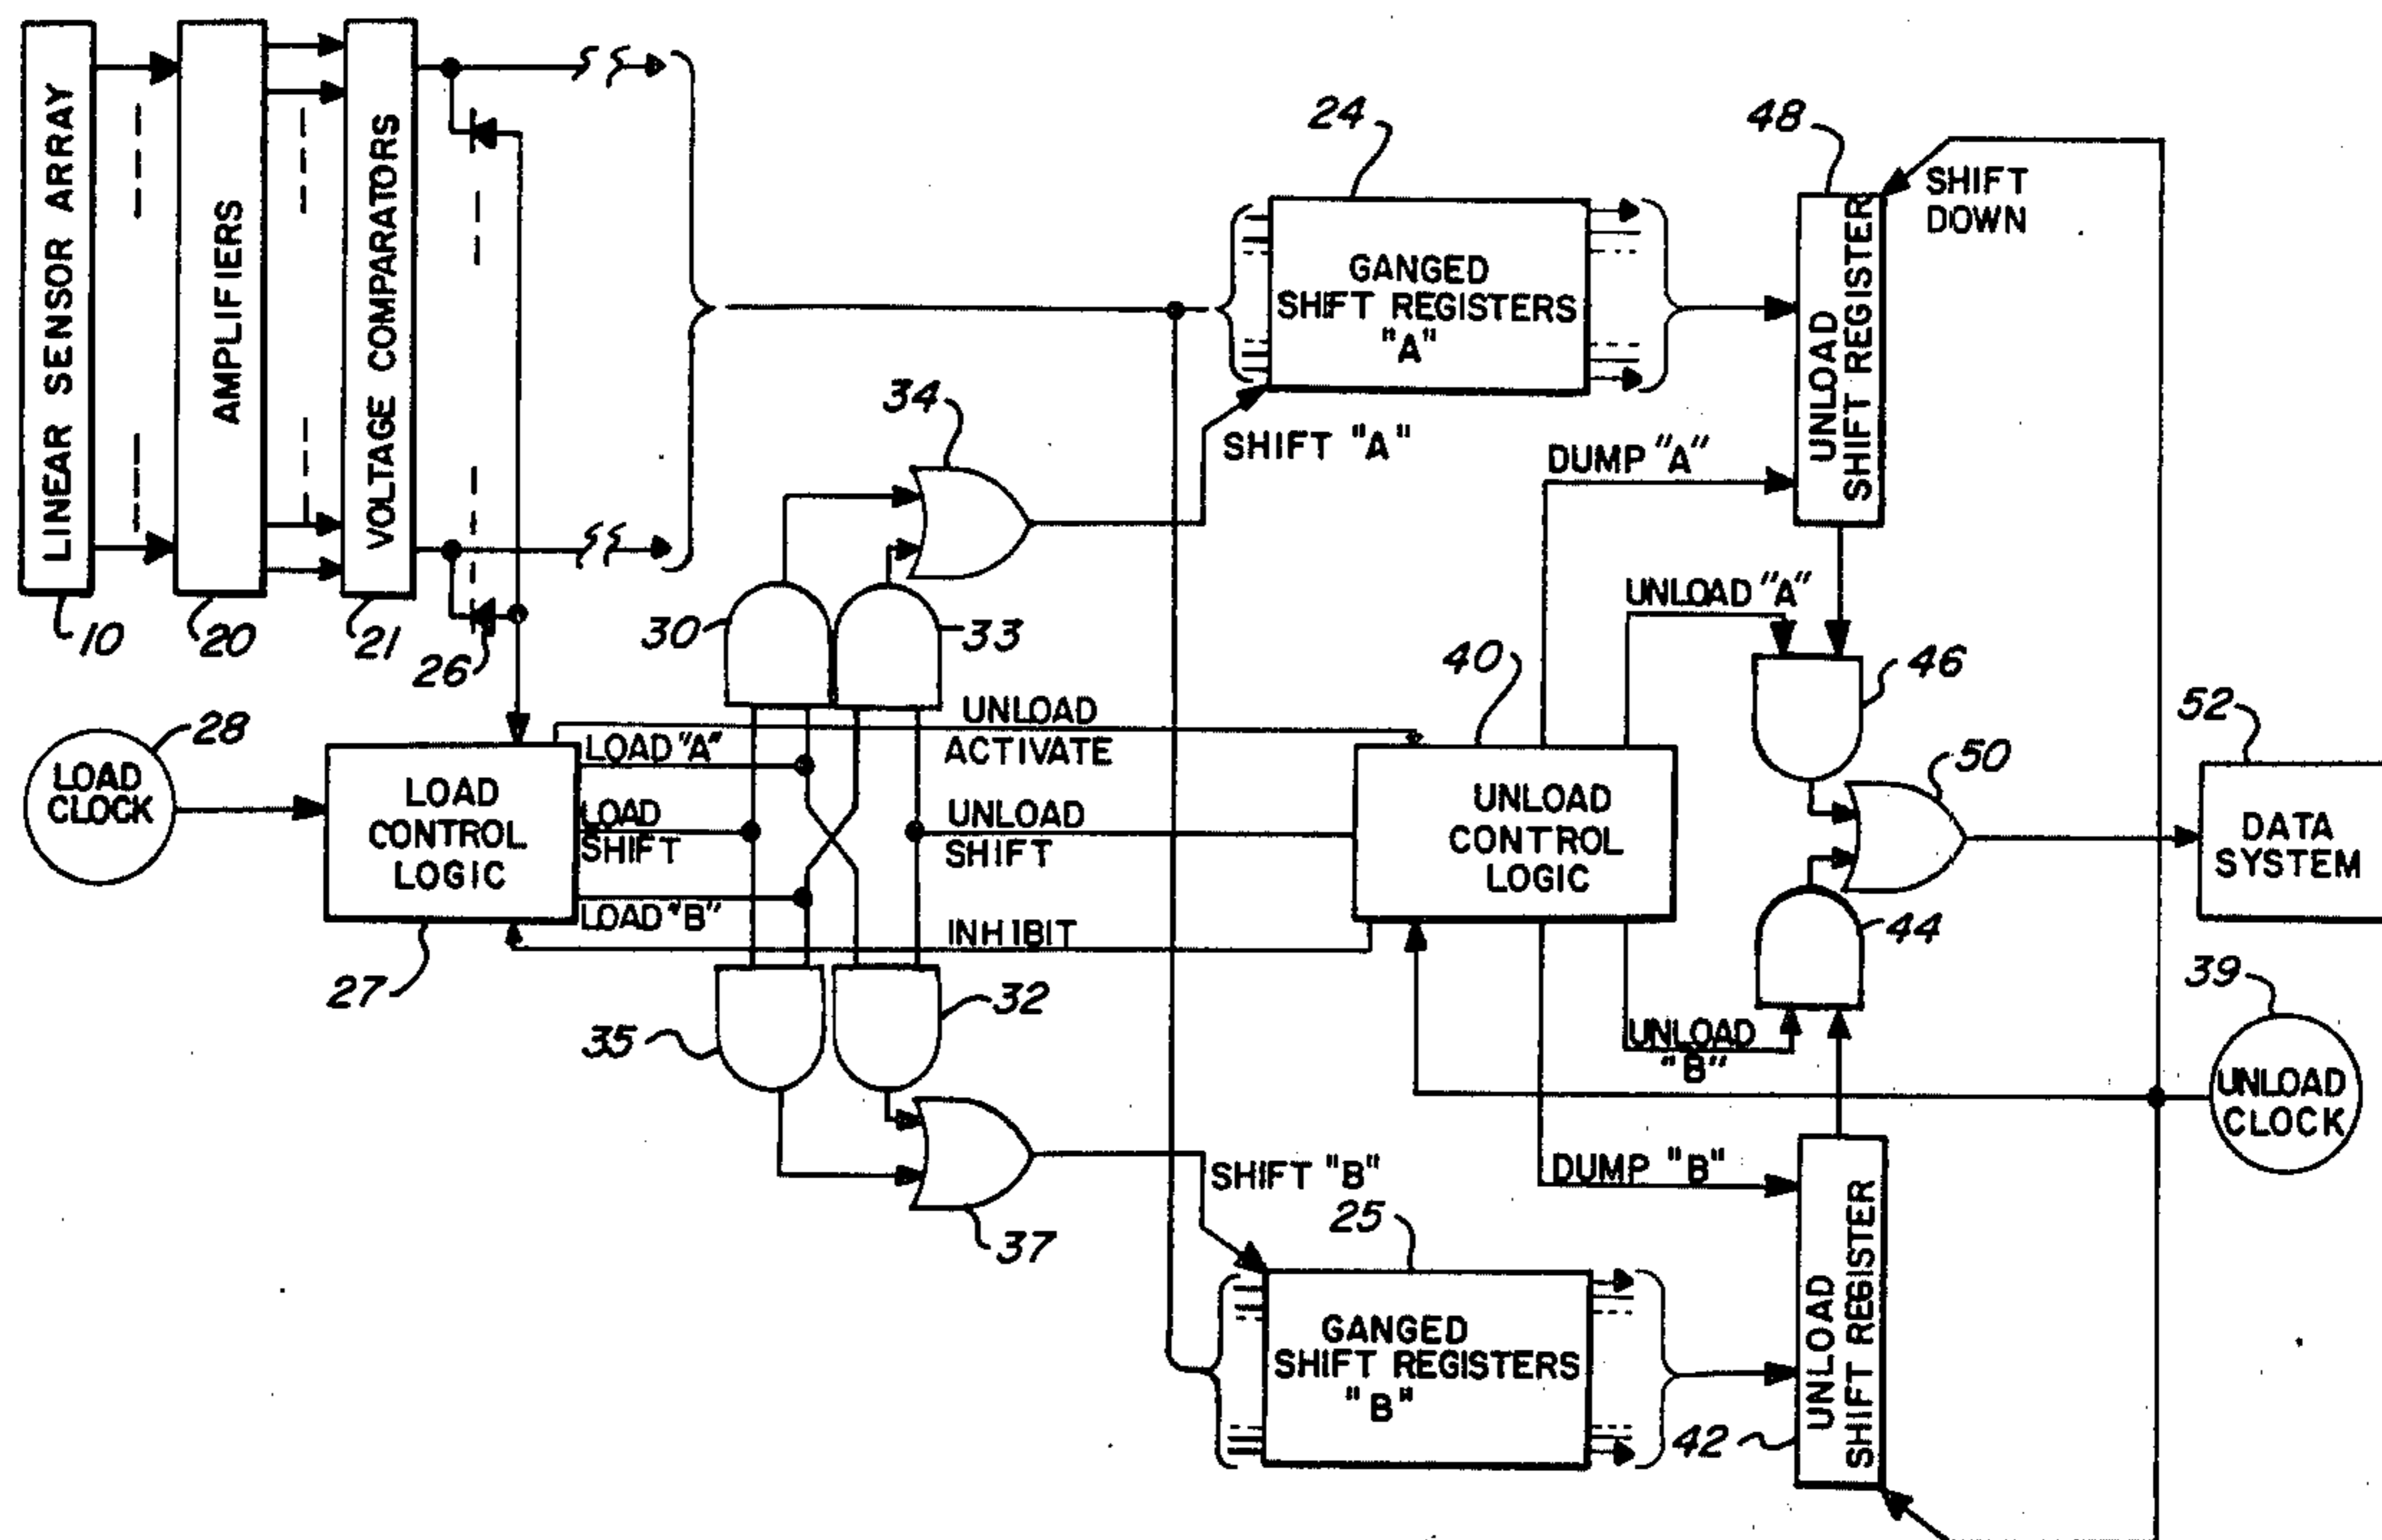 LINEAR SENSOR ARRAY
10
AMPLIFIERS
20
VOLTAGE COMPARATORS
21
26
LOAD
CLOCK
28
LOAD
CONTROL
LOGIC
27
LOAD "A"
LOAD
SHIFT
LOAD "B"
30
33
34
35
32
37
UNLOAD
ACTIVATE
UNLOAD
SHIFT
INHIBIT
SHIFT "A"
SHIFT "B"
24
GANGED
SHIFT REGISTERS
"A"
25
GANGED
SHIFT REGISTERS
"B"
40
UNLOAD
CONTROL
LOGIC
DUMP "A"
UNLOAD "A"
UNLOAD
"B"
DUMP "B"
48
UNLOAD
SHIFT REGISTER
SHIFT
DOWN
46
50
44
52
DATA
SYSTEM
39
UNLOAD
CLOCK
42
UNLOAD
SHIFT REGISTER